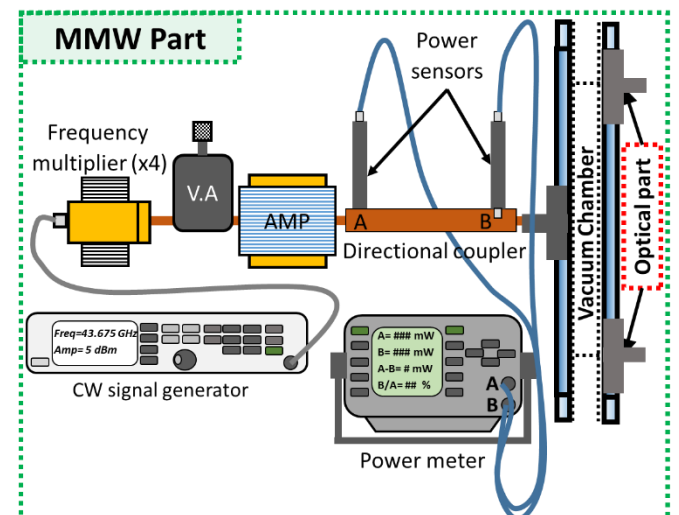 MMW Part
Power
sensors
Frequency
multiplier (x4)
V.A
AMP
A
B
Directional coupler
Vacuum Chamber
Optical part
Freq=43.675 GHz
Amp= 5 dBm
CW signal generator
A= ### mW
B= ### mW
A-B= # mW
B/A= ## %
A
B
Power meter